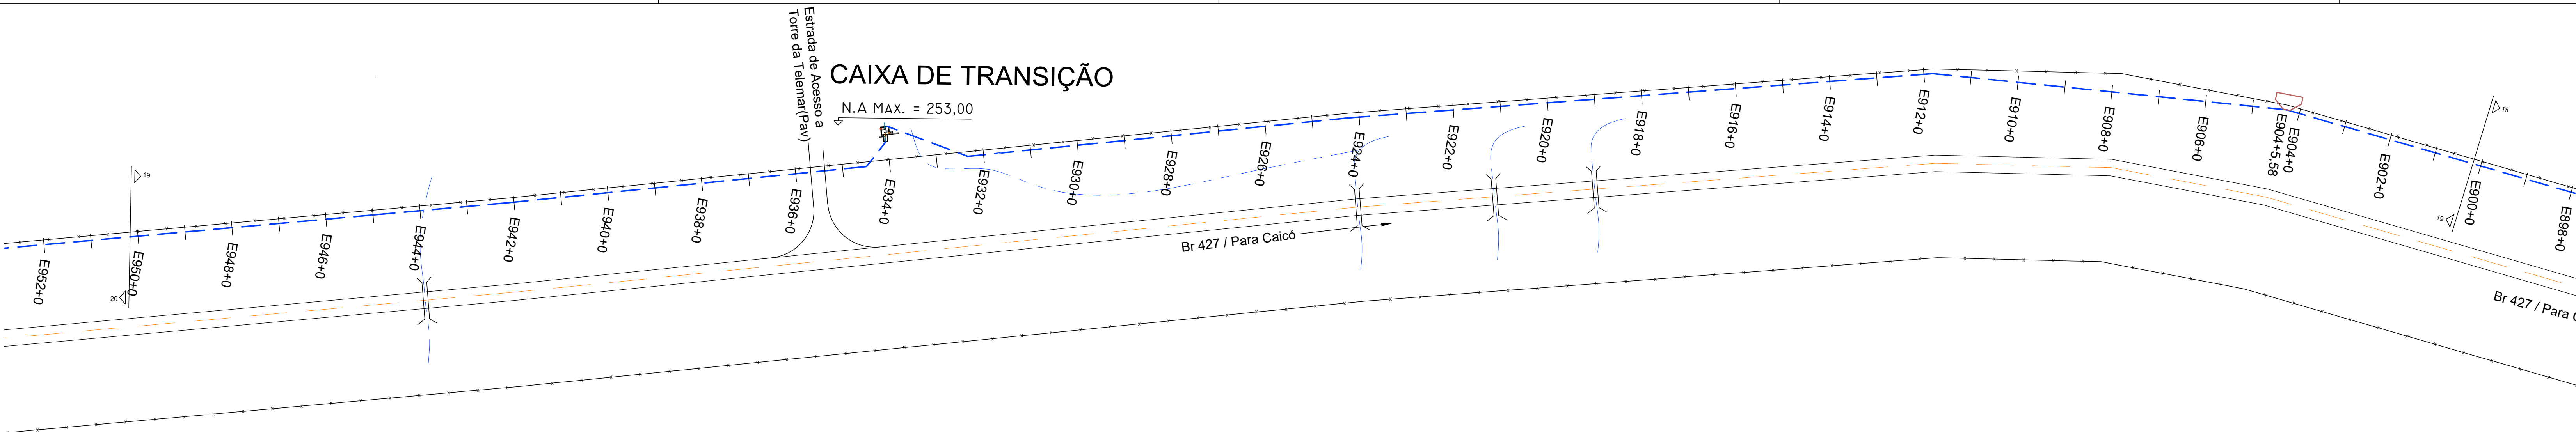 Estrada de Acesso a
Torre da Telemar(Pav)
CAIXA DE TRANSIÇÃO
N.A MAX. = 253,00
19
20
E952+0
E950+0
E948+0
E946+0
E944+0
E942+0
E940+0
E938+0
E936+0
E934+0
E932+0
E930+0
E928+0
E926+0
E924+0
E922+0
E920+0
E918+0
E916+0
E914+0
E912+0
E910+0
E908+0
E906+0
E904+5,58
E904+0
E902+0
E900+0
E898+0
18
19
Br 427 / Para Caicó
Br 427 / Para